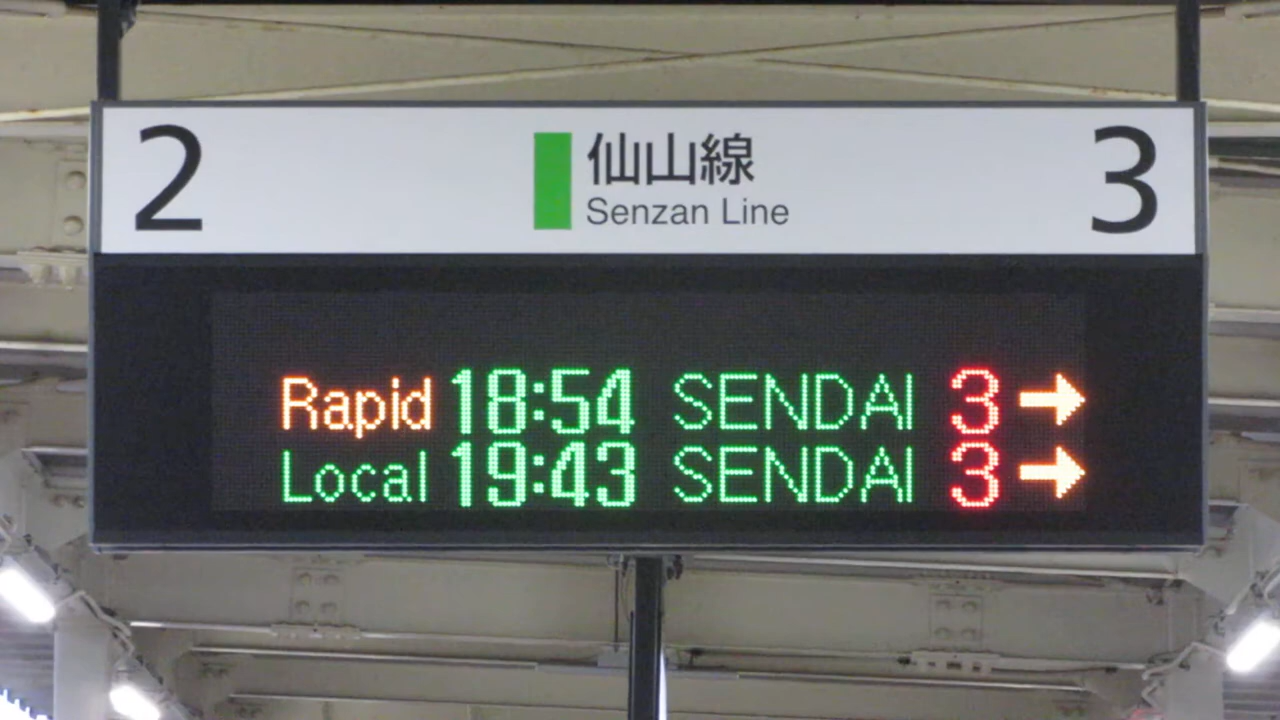 2 仙山線 3
Senzan Line
Rapid 18:54 SENDAI 3 →
Local 19:43 SENDAI 3 →